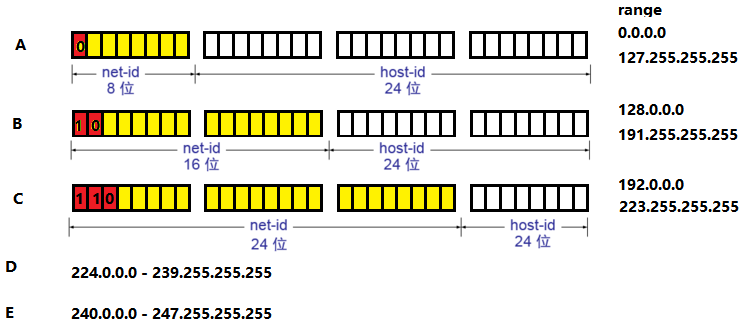 range
A
0
0.0.0.0
127.255.255.255
net-id
host-id
8 位
24 位
B
1 0
128.0.0.0
191.255.255.255
net-id
host-id
16 位
24 位
C
1 1 0
192.0.0.0
223.255.255.255
net-id
host-id
24 位
24 位
D
224.0.0.0 - 239.255.255.255
E
240.0.0.0 - 247.255.255.255